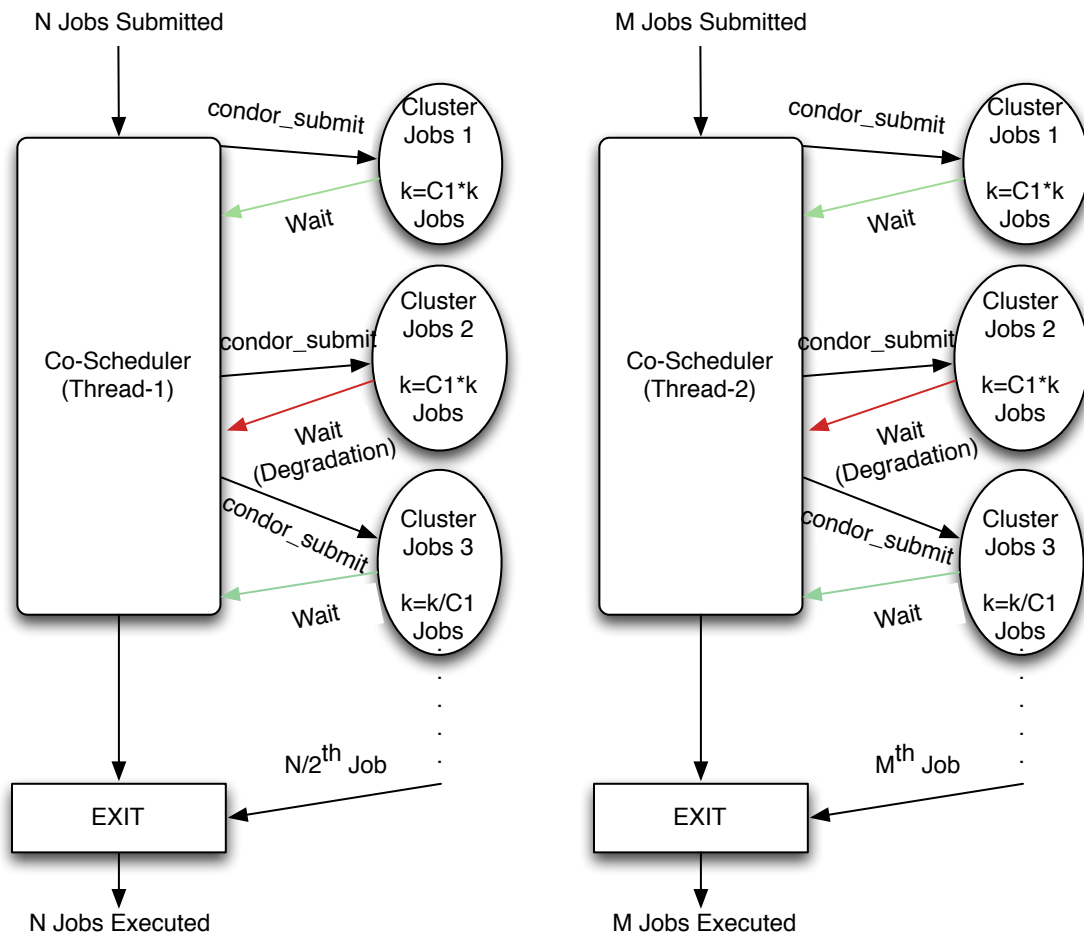 N Jobs Submitted
condor_submit
Cluster
Jobs 1
k=C1*k
Jobs
Wait
Co-Scheduler
(Thread-1)
condor_submit
Cluster
Jobs 2
k=C1*k
Jobs
Wait
(Degradation)
condor_submit
Cluster
Jobs 3
k=k/C1
Jobs
Wait
N/2th Job
EXIT
N Jobs Executed
M Jobs Submitted
condor_submit
Cluster
Jobs 1
k=C1*k
Jobs
Wait
Co-Scheduler
(Thread-2)
condor_submit
Cluster
Jobs 2
k=C1*k
Jobs
Wait
(Degradation)
condor_submit
Cluster
Jobs 3
k=k/C1
Jobs
Wait
Mth Job
EXIT
M Jobs Executed